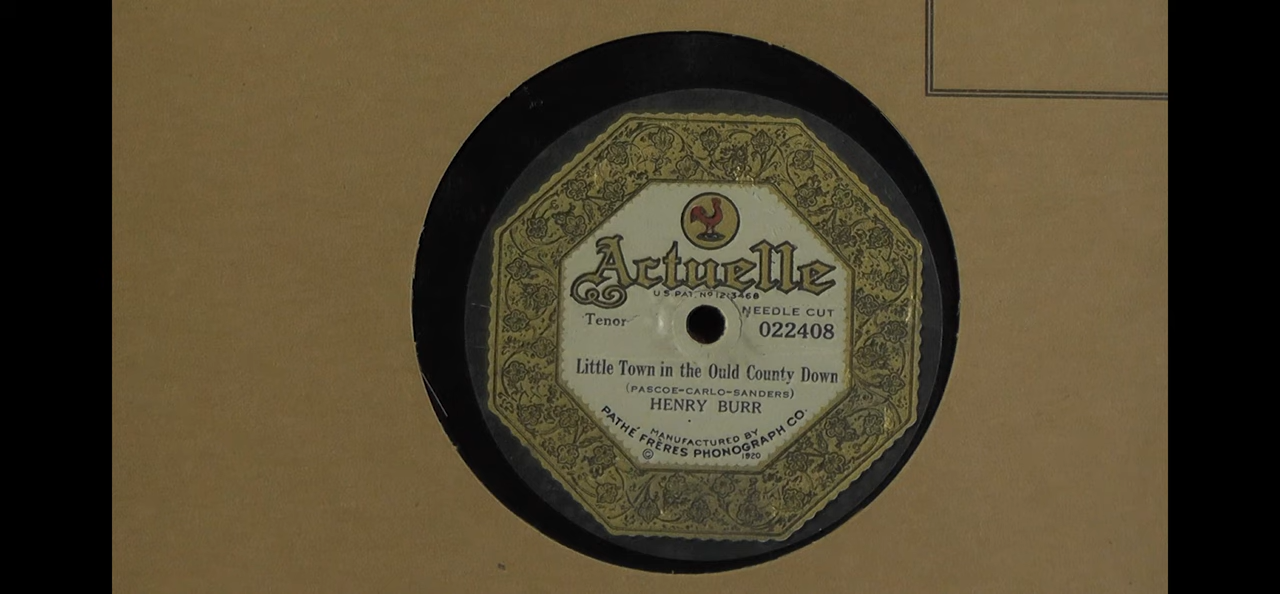 Actuelle
U S PAT. Nº 1213468
Tenor
NEEDLE CUT
022408
Little Town in the Ould County Down
(PASCOE-CARLO-SANDERS)
HENRY BURR
MANUFACTURED BY
PATHÉ FRÈRES PHONOGRAPH CO.
© 1920